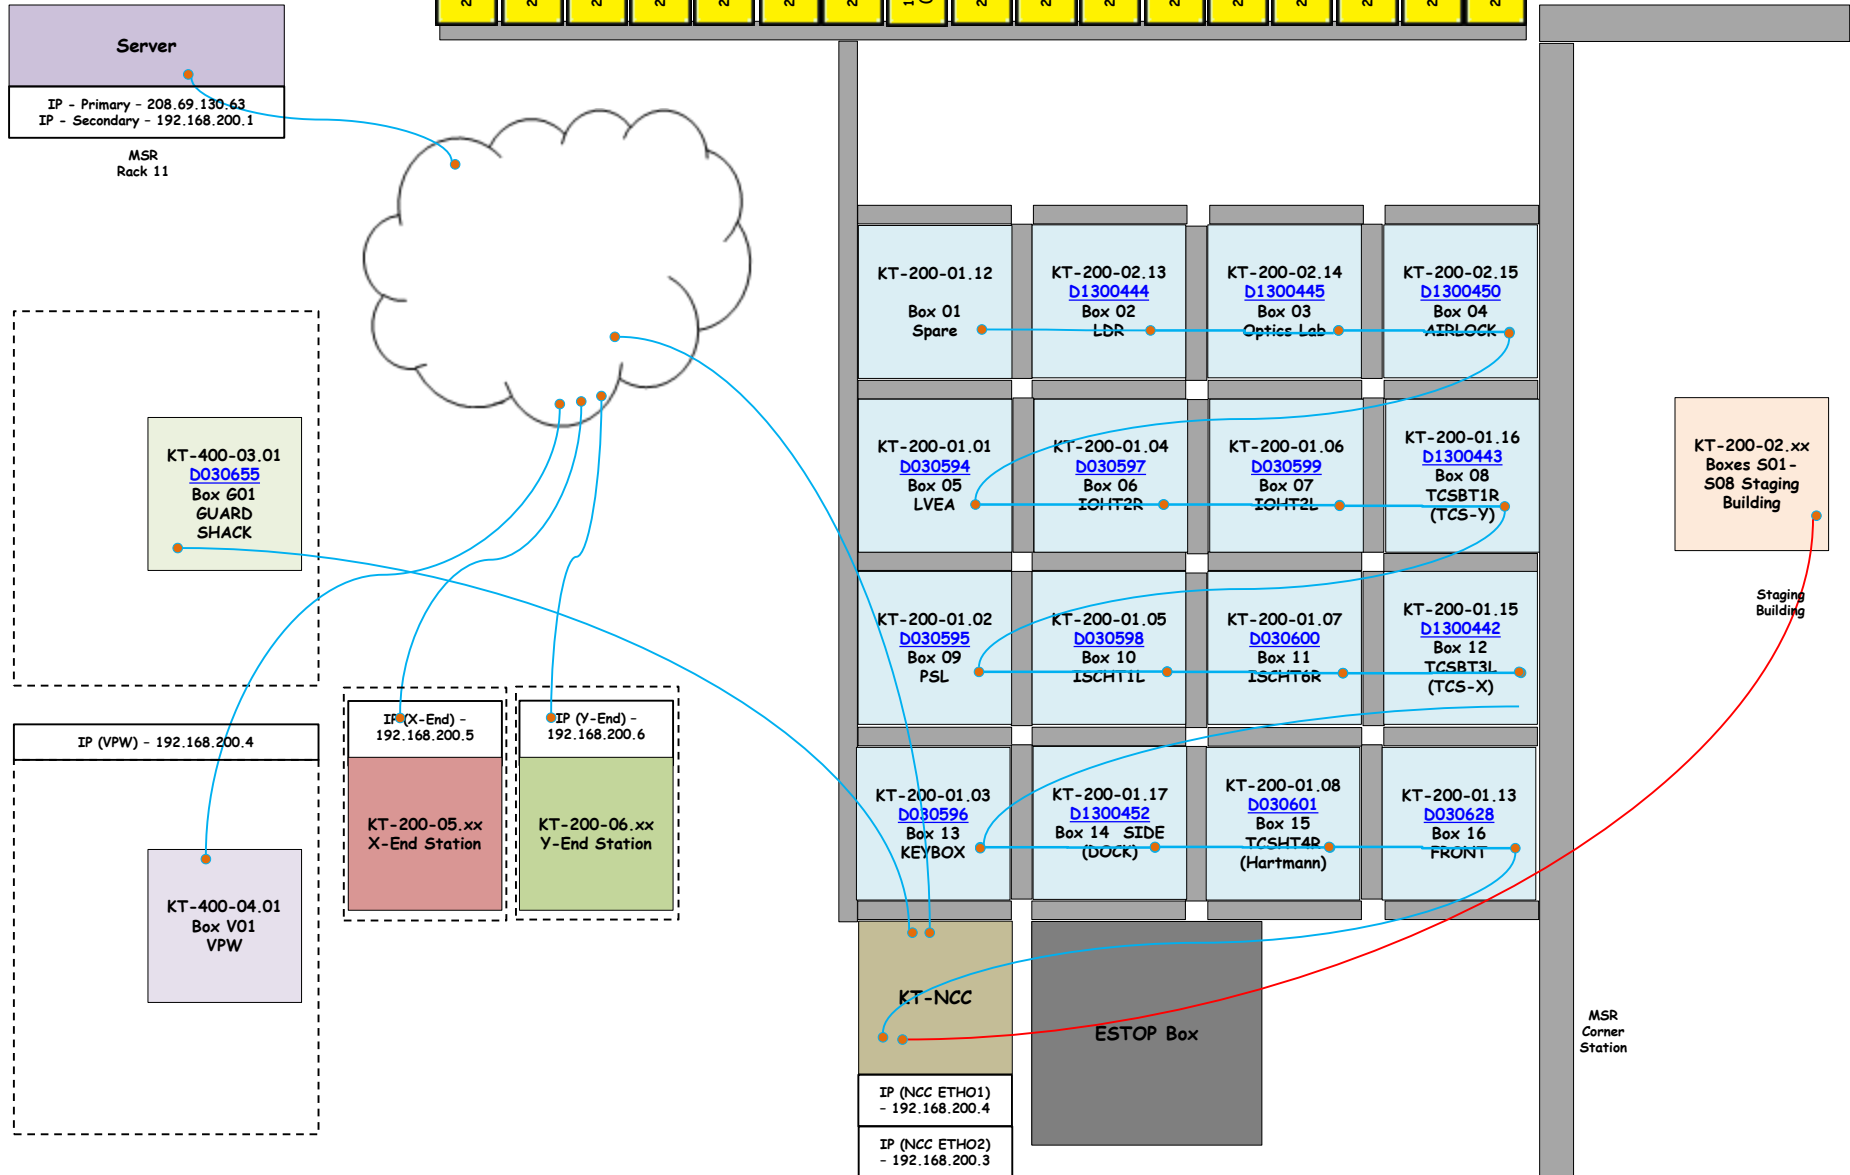 Server
IP - Primary - 208.69.130.63
IP - Secondary - 192.168.200.1
MSR
Rack 11
KT-200-01.12
Box 01
Spare
KT-200-02.13
D1300444
Box 02
LDR
KT-200-02.14
D1300445
Box 03
Optics Lab
KT-200-02.15
D1300450
Box 04
AIRLOCK
KT-400-03.01
D030655
Box G01
GUARD
SHACK
KT-200-01.01
D030594
Box 05
LVEA
KT-200-01.04
D030597
Box 06
IOHT2R
KT-200-01.06
D030599
Box 07
IOHT2L
KT-200-01.16
D1300443
Box 08
TCSBT1R
(TCS-Y)
KT-200-02.xx
Boxes S01-
S08 Staging
Building
Staging
Building
KT-200-01.02
D030595
Box 09
PSL
KT-200-01.05
D030598
Box 10
ISCHT1L
KT-200-01.07
D030600
Box 11
ISCHT6R
KT-200-01.15
D1300442
Box 12
TCSBT3L
(TCS-X)
IP (VPW) - 192.168.200.4
IP (X-End) -
192.168.200.5
IP (Y-End) -
192.168.200.6
KT-200-05.xx
X-End Station
KT-200-06.xx
Y-End Station
KT-200-01.03
D030596
Box 13
KEYBOX
KT-200-01.17
D1300452
Box 14 SIDE
(DOCK)
KT-200-01.08
D030601
Box 15
TCSHT4R
(Hartmann)
KT-200-01.13
D030628
Box 16
FRONT
KT-400-04.01
Box V01
VPW
KT-NCC
ESTOP Box
MSR
Corner
Station
IP (NCC ETHO1)
- 192.168.200.4
IP (NCC ETHO2)
- 192.168.200.3